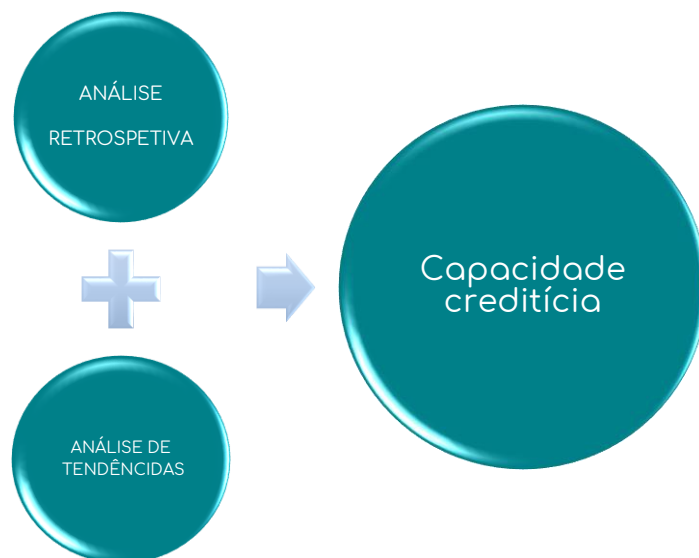 ANÁLISE
RETROSPETIVA
ANÁLISE DE
TENDÊNCIDAS
Capacidade
creditícia